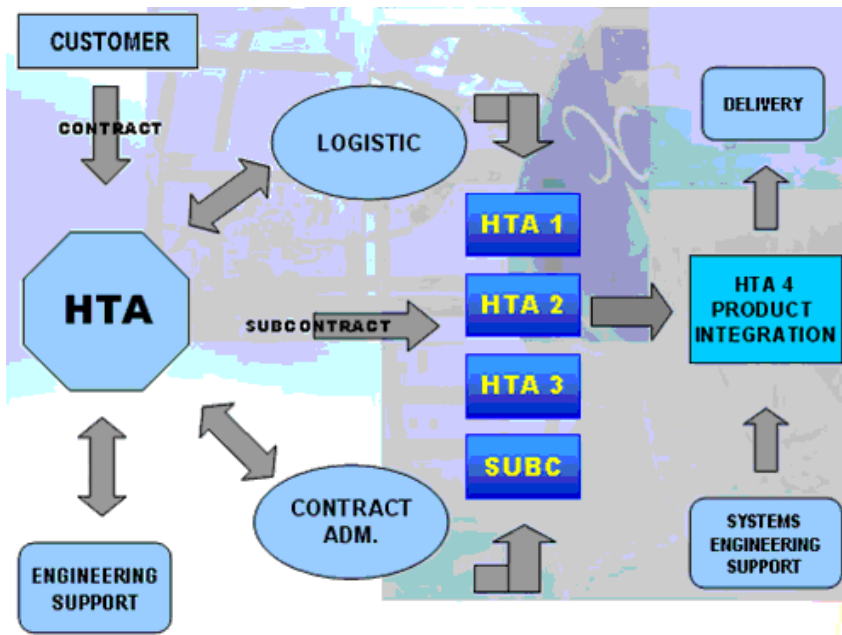 CUSTOMER
CONTRACT
LOGISTIC
DELIVERY
HTA
SUBCONTRACT
HTA 1
HTA 2
HTA 3
SUBC
HTA 4
PRODUCT
INTEGRATION
ENGINEERING
SUPPORT
CONTRACT
ADM.
SYSTEMS
ENGINEERING
SUPPORT